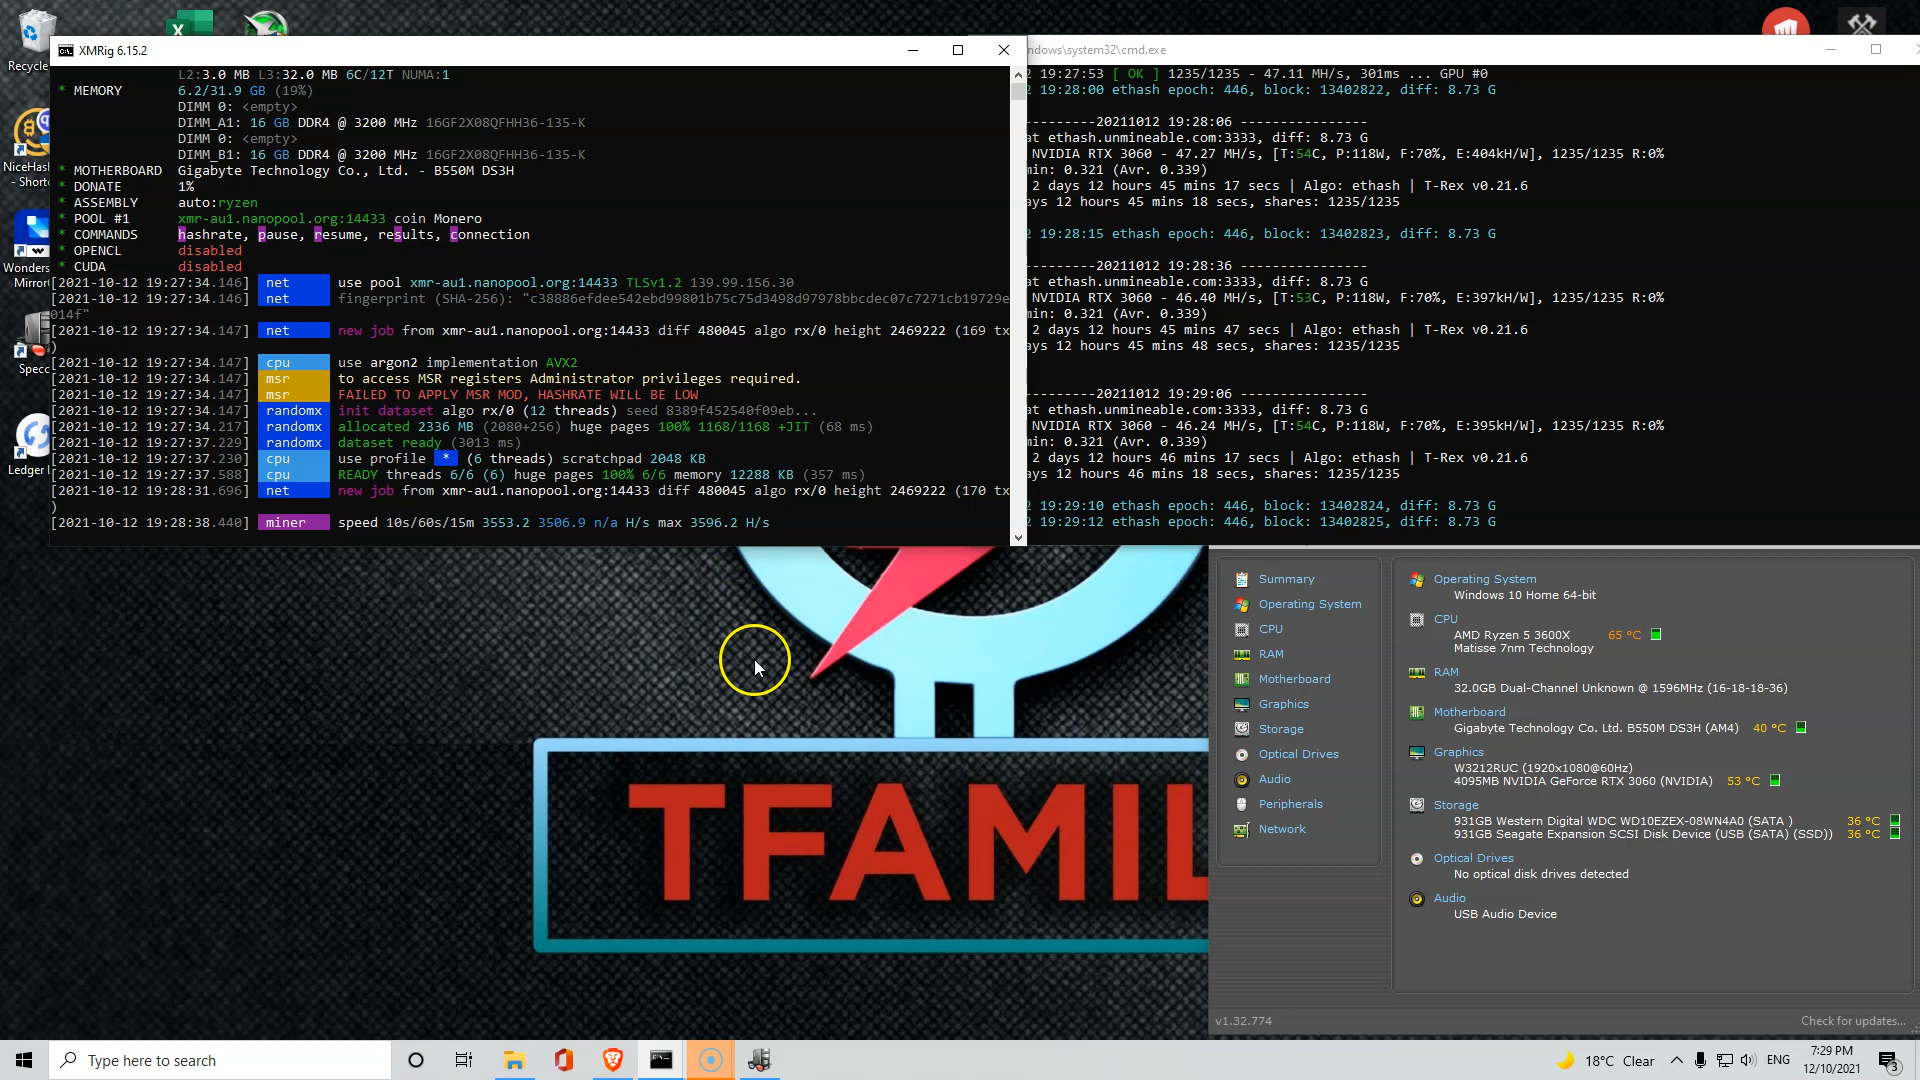 Recycle
NiceHash
- Shorto
Wonders
Mirror
Specc
Ledger L
XMRig 6.15.2
L2:3.0 MB L3:32.0 MB 6C/12T NUMA:1
* MEMORY 6.2/31.9 GB (19%)
DIMM 0: <empty>
DIMM_A1: 16 GB DDR4 @ 3200 MHz 16GF2X08QFHH36-135-K
DIMM 0: <empty>
DIMM_B1: 16 GB DDR4 @ 3200 MHz 16GF2X08QFHH36-135-K
* MOTHERBOARD Gigabyte Technology Co., Ltd. - B550M DS3H
* DONATE 1%
* ASSEMBLY auto:ryzen
* POOL #1 xmr-au1.nanopool.org:14433 coin Monero
* COMMANDS hashrate, pause, resume, results, connection
* OPENCL disabled
* CUDA disabled
[2021-10-12 19:27:34.146] net use pool xmr-au1.nanopool.org:14433 TLSv1.2 139.99.156.30
[2021-10-12 19:27:34.146] net fingerprint (SHA-256): "c38886efdee542ebd99801b75c75d3498d97978bbcdec07c7271cb19729e
014f"
[2021-10-12 19:27:34.147] net new job from xmr-au1.nanopool.org:14433 diff 480045 algo rx/0 height 2469222 (169 tx
)
[2021-10-12 19:27:34.147] cpu use argon2 implementation AVX2
[2021-10-12 19:27:34.147] msr to access MSR registers Administrator privileges required.
[2021-10-12 19:27:34.147] msr FAILED TO APPLY MSR MOD, HASHRATE WILL BE LOW
[2021-10-12 19:27:34.147] randomx init dataset algo rx/0 (12 threads) seed 8389f452540f09eb...
[2021-10-12 19:27:34.217] randomx allocated 2336 MB (2080+256) huge pages 100% 1168/1168 +JIT (68 ms)
[2021-10-12 19:27:37.229] randomx dataset ready (3013 ms)
[2021-10-12 19:27:37.230] cpu use profile * (6 threads) scratchpad 2048 KB
[2021-10-12 19:27:37.588] cpu READY threads 6/6 (6) huge pages 100% 6/6 memory 12288 KB (357 ms)
[2021-10-12 19:28:31.696] net new job from xmr-au1.nanopool.org:14433 diff 480045 algo rx/0 height 2469222 (170 tx
)
[2021-10-12 19:28:38.440] miner speed 10s/60s/15m 3553.2 3506.9 n/a H/s max 3596.2 H/s
ndows\system32\cmd.exe
2 19:27:53 [ OK ] 1235/1235 - 47.11 MH/s, 301ms ... GPU #0
2 19:28:00 ethash epoch: 446, block: 13402822, diff: 8.73 G
---------20211012 19:28:06 ----------------
at ethash.unmineable.com:3333, diff: 8.73 G
NVIDIA RTX 3060 - 47.27 MH/s, [T:54C, P:118W, F:70%, E:404kH/W], 1235/1235 R:0%
min: 0.321 (Avr. 0.339)
2 days 12 hours 45 mins 17 secs | Algo: ethash | T-Rex v0.21.6
ays 12 hours 45 mins 18 secs, shares: 1235/1235
2 19:28:15 ethash epoch: 446, block: 13402823, diff: 8.73 G
---------20211012 19:28:36 ----------------
at ethash.unmineable.com:3333, diff: 8.73 G
NVIDIA RTX 3060 - 46.40 MH/s, [T:53C, P:118W, F:70%, E:397kH/W], 1235/1235 R:0%
min: 0.321 (Avr. 0.339)
2 days 12 hours 45 mins 47 secs | Algo: ethash | T-Rex v0.21.6
ays 12 hours 45 mins 48 secs, shares: 1235/1235
---------20211012 19:29:06 ----------------
at ethash.unmineable.com:3333, diff: 8.73 G
NVIDIA RTX 3060 - 46.24 MH/s, [T:54C, P:118W, F:70%, E:395kH/W], 1235/1235 R:0%
min: 0.321 (Avr. 0.339)
2 days 12 hours 46 mins 17 secs | Algo: ethash | T-Rex v0.21.6
ays 12 hours 46 mins 18 secs, shares: 1235/1235
2 19:29:10 ethash epoch: 446, block: 13402824, diff: 8.73 G
2 19:29:12 ethash epoch: 446, block: 13402825, diff: 8.73 G
TFAMIL
Summary
Operating System
CPU
RAM
Motherboard
Graphics
Storage
Optical Drives
Audio
Peripherals
Network
Operating System
Windows 10 Home 64-bit
CPU
AMD Ryzen 5 3600X 65 °C
Matisse 7nm Technology
RAM
32.0GB Dual-Channel Unknown @ 1596MHz (16-18-18-36)
Motherboard
Gigabyte Technology Co. Ltd. B550M DS3H (AM4) 40 °C
Graphics
W3212RUC (1920x1080@60Hz)
4095MB NVIDIA GeForce RTX 3060 (NVIDIA) 53 °C
Storage
931GB Western Digital WDC WD10EZEX-08WN4A0 (SATA ) 36 °C
931GB Seagate Expansion SCSI Disk Device (USB (SATA) (SSD)) 36 °C
Optical Drives
No optical disk drives detected
Audio
USB Audio Device
v1.32.774
Check for updates...
Type here to search
18°C Clear
ENG
7:29 PM
12/10/2021
3